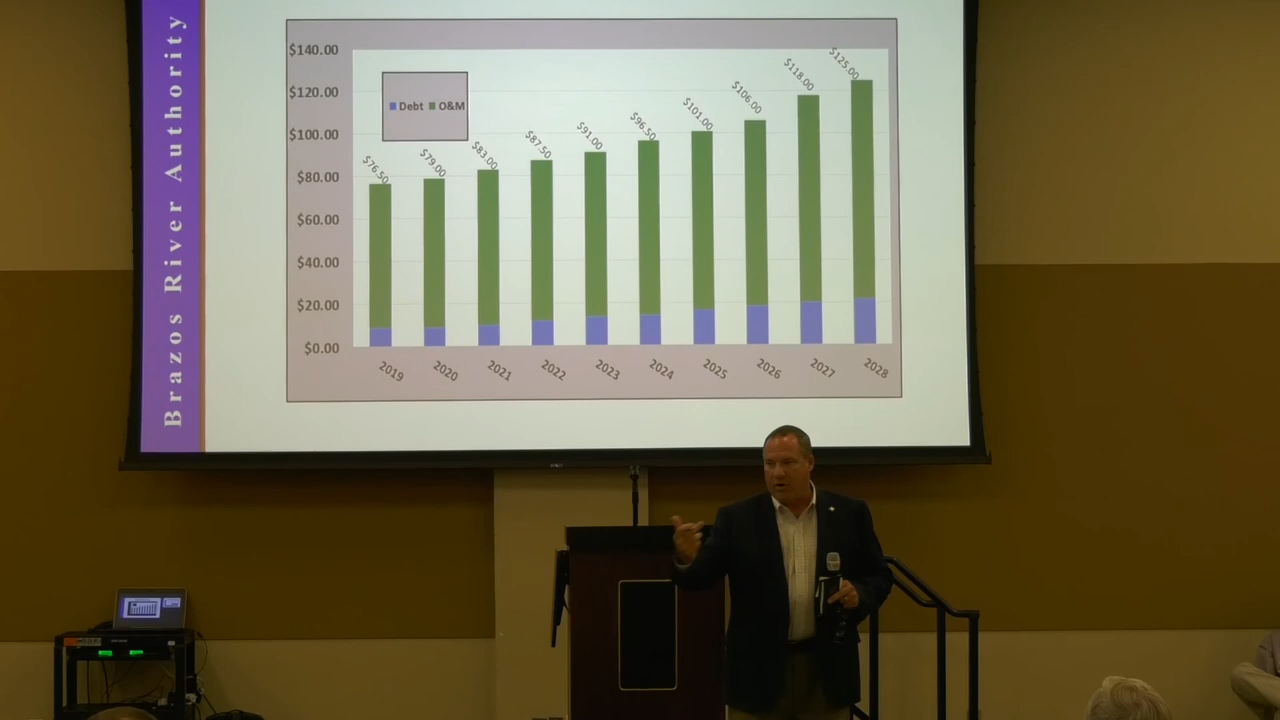 Brazos River Authority
$140.00
$120.00
$100.00
$80.00
$60.00
$40.00
$20.00
$0.00
Debt O&M
$76.50 $79.00 $83.00 $87.50 $91.00 $96.50 $101.00 $106.00 $118.00 $125.00
2019 2020 2021 2022 2023 2024 2025 2026 2027 2028